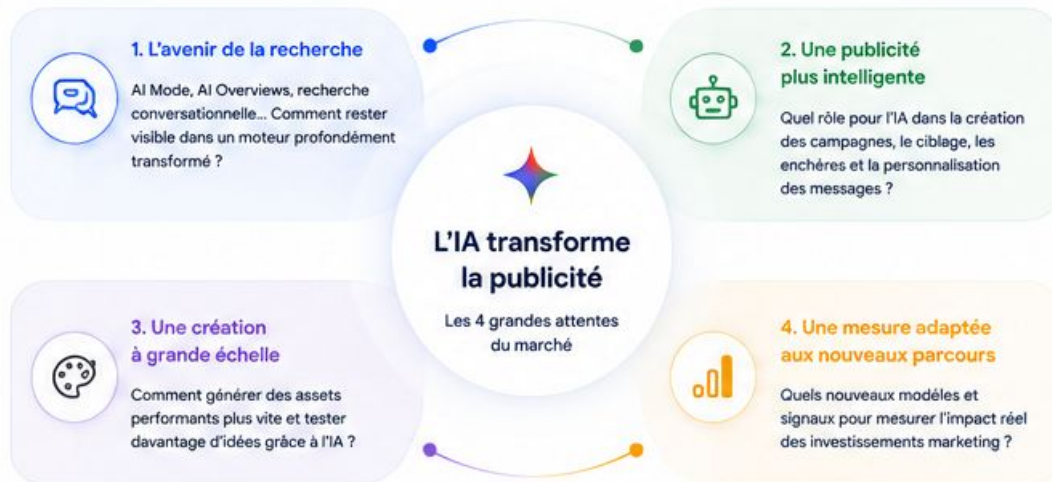 1. L'avenir de la recherche
AI Mode, AI Overviews, recherche
conversationnelle... Comment rester
visible dans un moteur profondément
transformé ?
2. Une publicité
plus intelligente
Quel rôle pour l'IA dans la création
des campagnes, le ciblage, les
enchères et la personnalisation
des messages ?
L'IA transforme
la publicité
Les 4 grandes attentes
du marché
3. Une création
à grande échelle
Comment générer des assets
performants plus vite et tester
davantage d'idées grâce à l'IA ?
4. Une mesure adaptée
aux nouveaux parcours
Quels nouveaux modèles et
signaux pour mesurer l'impact réel
des investissements marketing ?